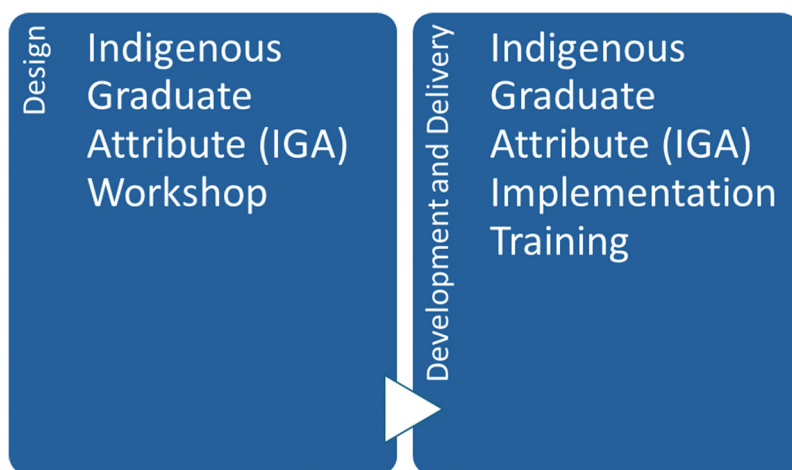 Design
Indigenous
Graduate
Attribute (IGA)
Workshop
Development and Delivery
Indigenous
Graduate
Attribute (IGA)
Implementation
Training